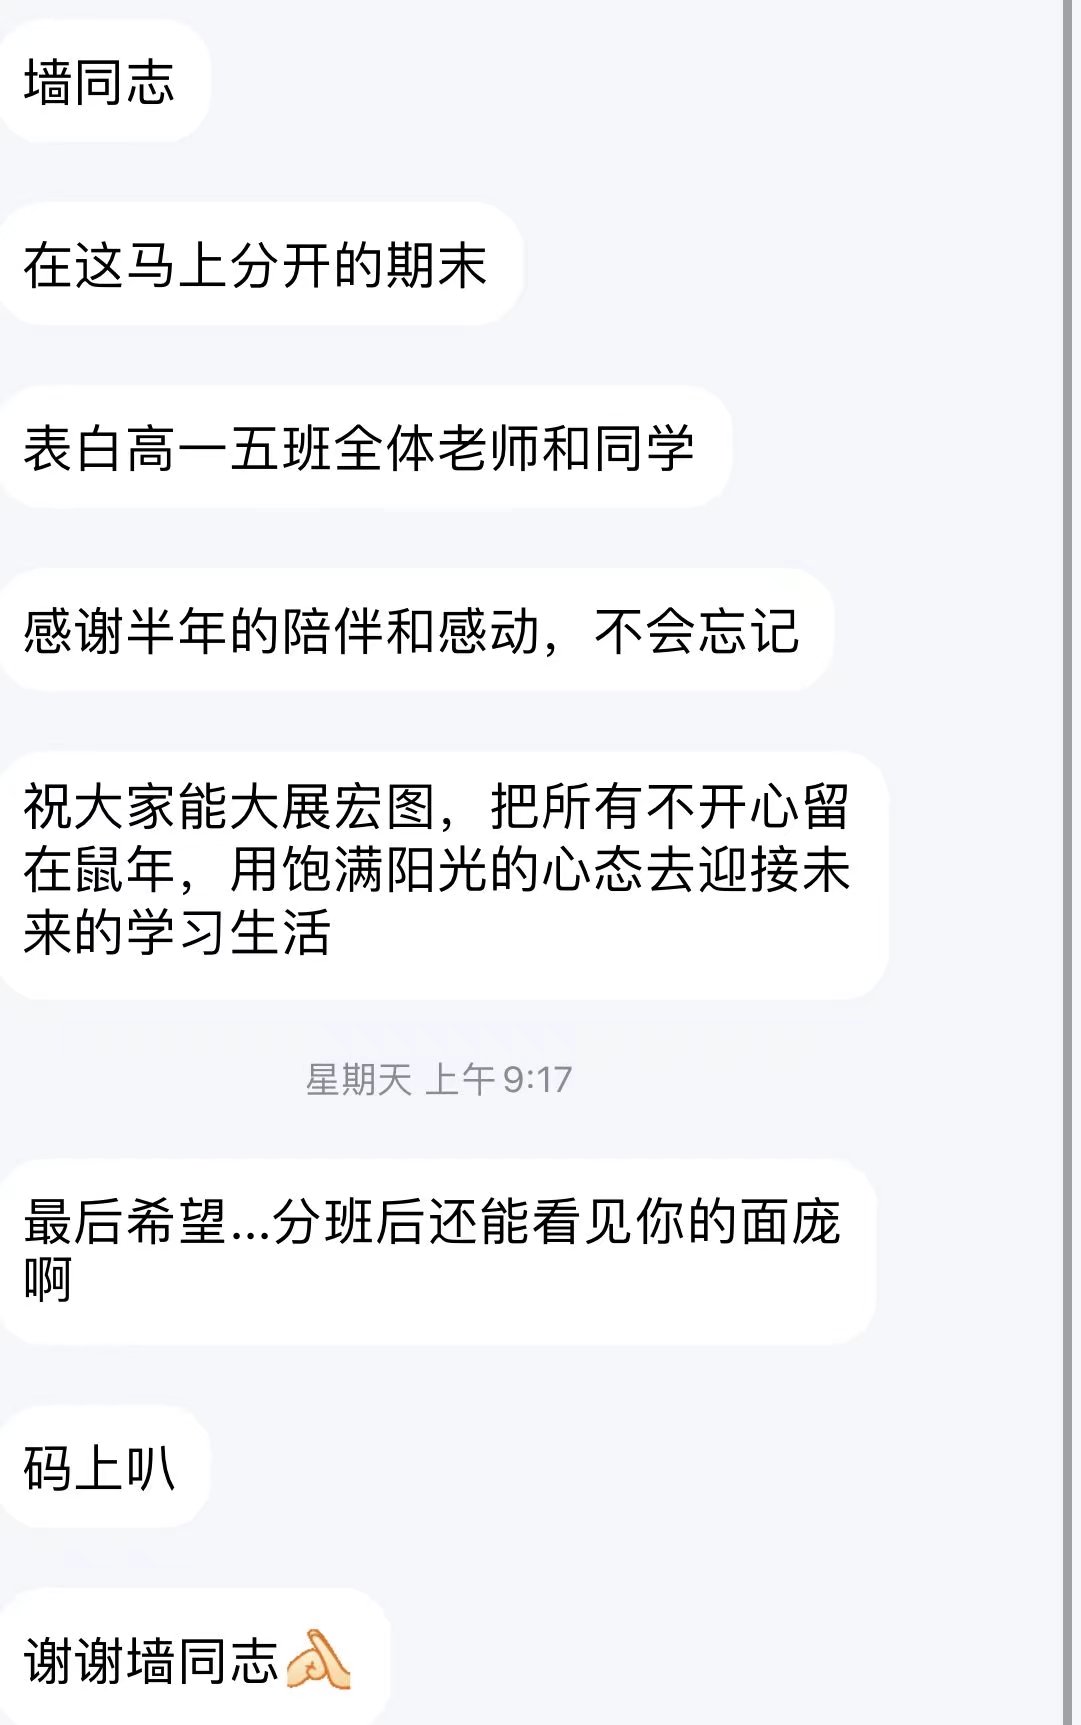 墙同志
在这马上分开的期末
表白高一五班全体老师和同学
感谢半年的陪伴和感动，不会忘记
祝大家能大展宏图，把所有不开心留
在鼠年，用饱满阳光的心态去迎接未
来的学习生活
星期天 上午9:17
最后希望...分班后还能看见你的面庞
啊
码上叭
谢谢墙同志